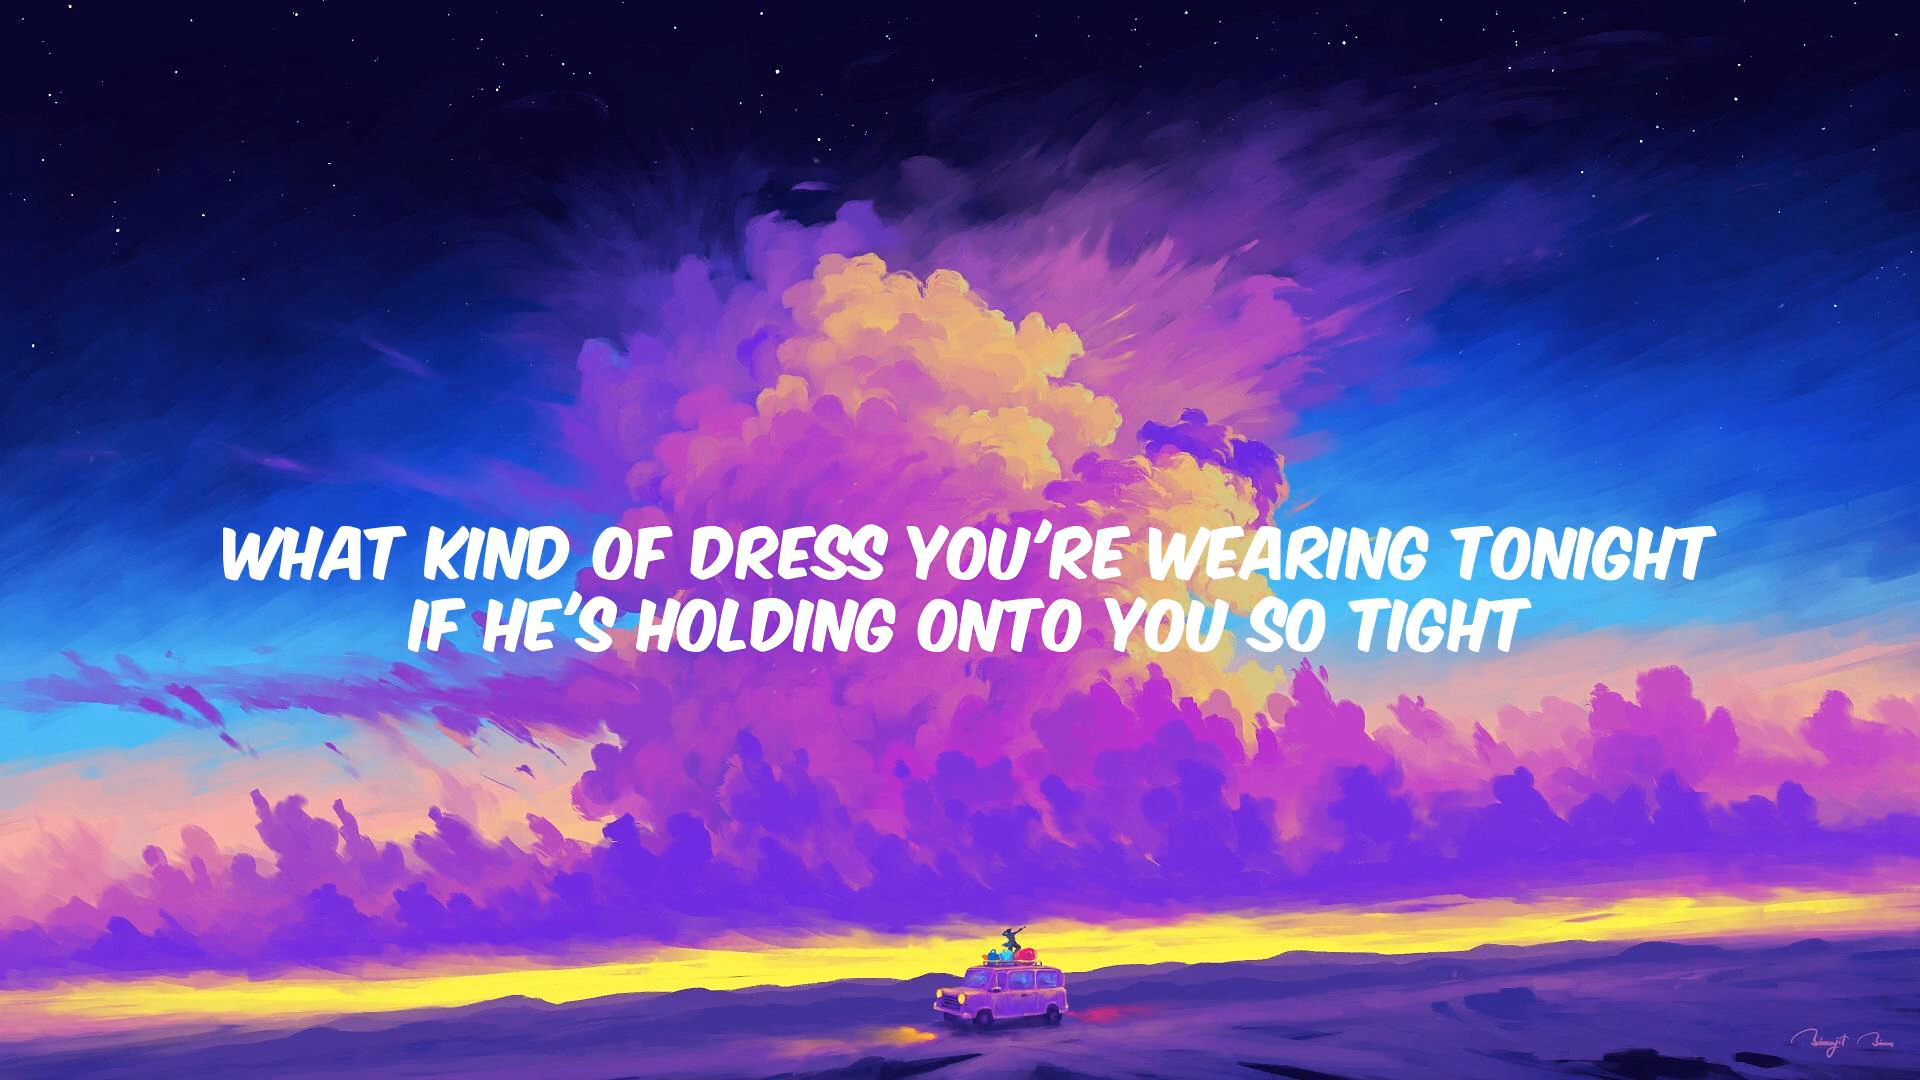 WHAT KIND OF DRESS YOU'RE WEARING TONIGHT
IF HE'S HOLDING ONTO YOU SO TIGHT